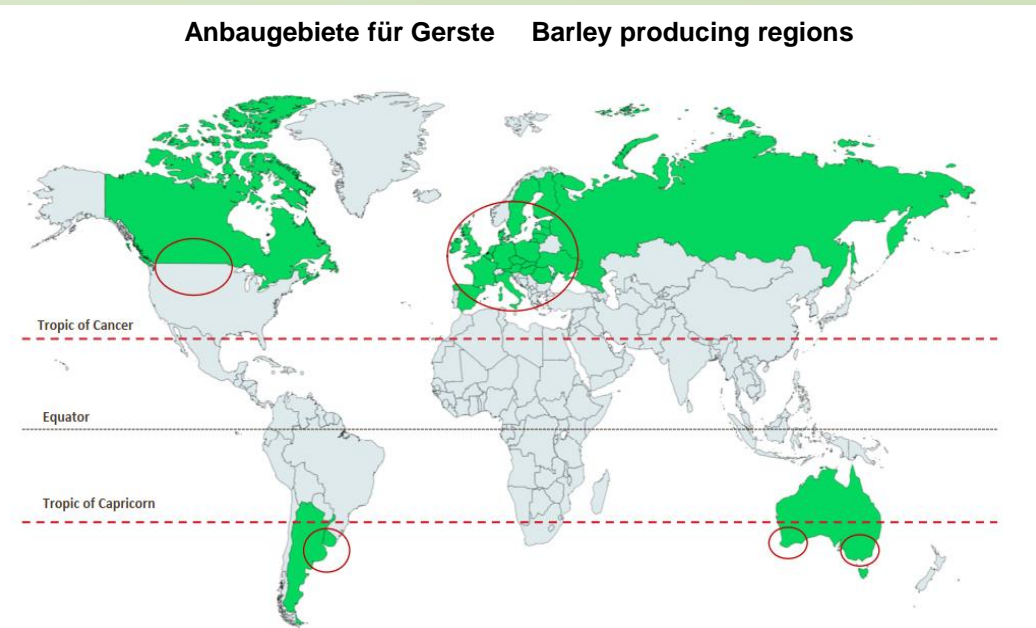 Anbaugebiete für Gerste Barley producing regions
Tropic of Cancer
Equator
Tropic of Capricorn